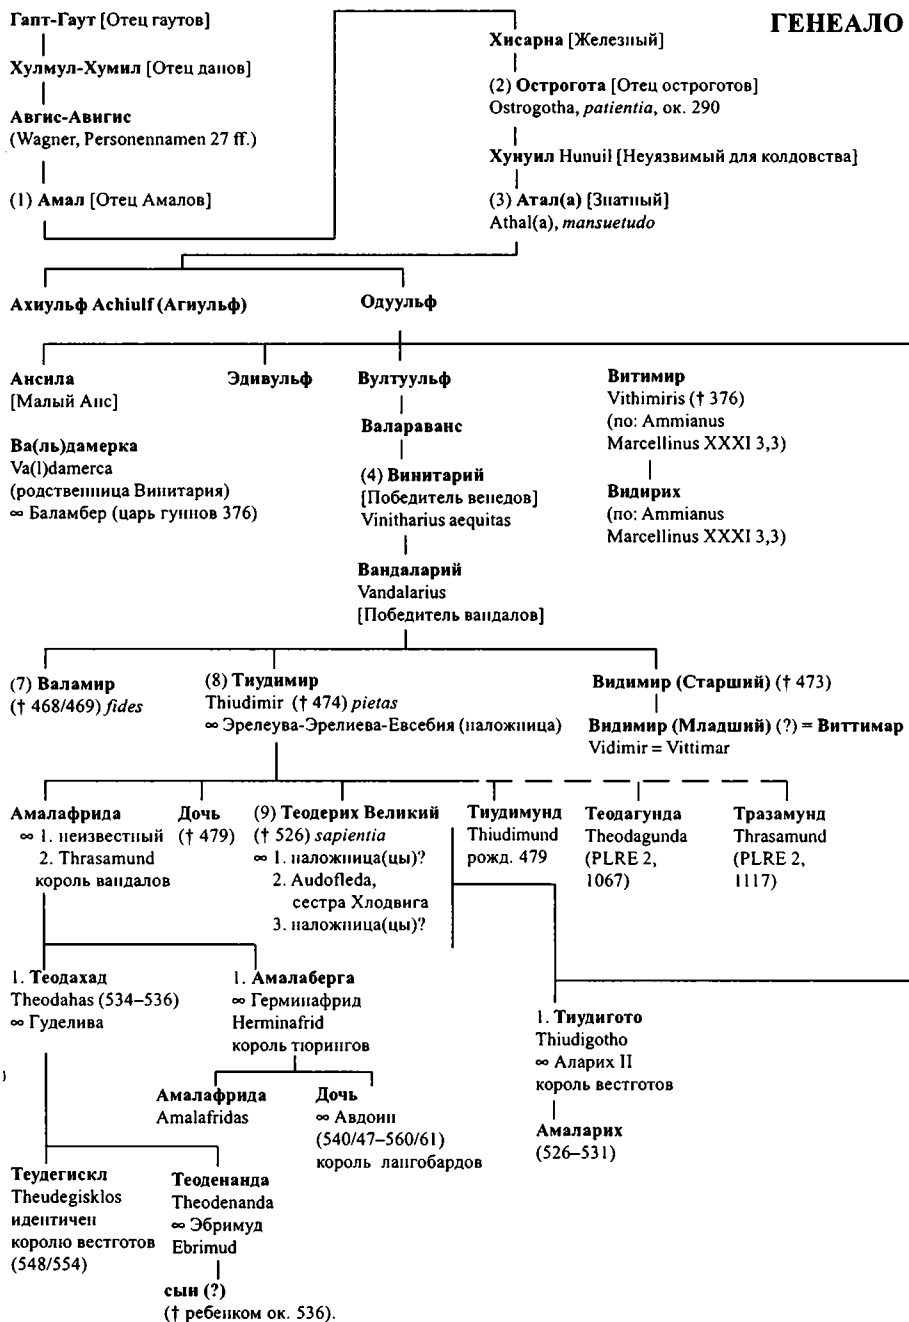 ГЕНЕАЛО
Гапт-Гаут [Отец гаутов]
Хулмул-Хумил [Отец данов]
Авгис-Авигис
(Wagner, Personennamen 27 ff.)
(1) Амал [Отец Амалов]
Хисарна [Железный]
(2) Острогота [Отец остроготов]
Ostrogotha, patientia, ок. 290
Хунуил Hunuil [Неуязвимый для колдовства]
(3) Атал(а) [Знатный]
Athal(a), mansuetudo
Ахиульф Achiulf (Агиульф)
Одуульф
Ансила
[Малый Анс]
Ва(ль)дамерка
Va(l)damerca
(родственница Винитария)
∞ Баламбер (царь гуннов 376)
Эдивульф
Вултуульф
Валараванс
(4) Винитарий
[Победитель венедов]
Vinitharius aequitas
Вандаларий
Vandalarius
[Победитель вандалов]
Витимир
Vithimiris († 376)
(по: Ammianus
Marcellinus XXXI 3,3)
Видирих
(по: Ammianus
Marcellinus XXXI 3,3)
(7) Валамир
(† 468/469) fides
(8) Тиудимир
Thiudimir († 474) pietas
∞ Эрелеува-Эрелиева-Евсебия (наложница)
Видимир (Старший) († 473)
Видимир (Младший) (?) = Виттимар
Vidimir = Vittimar
Амалафрида
∞ 1. неизвестный
2. Thrasamund
король вандалов
Дочь
(† 479)
(9) Теодерих Великий
(† 526) sapientia
∞ 1. наложница(цы)?
2. Audofleda,
сестра Хлодвига
3. наложница(цы)?
Тиудимунд
Thiudimund
рожд. 479
Теодагунда
Theodagunda
(PLRE 2,
1067)
Тразамунд
Thrasamund
(PLRE 2,
1117)
1. Теодахад
Theodahas (534–536)
∞ Гуделива
1. Амалаберга
∞ Герминафрид
Herminafrid
король тюрингов
1. Тиудигото
Thiudigotho
∞ Аларих II
король вестготов
Амаларих
(526–531)
)
Амалафрида
Amalafridas
Дочь
∞ Авдоин
(540/47–560/61)
король лангобардов
Теудегискл
Theudegisklos
идентичен
королю вестготов
(548/554)
Теоденанда
Theodenanda
∞ Эбримуд
Ebrimud
сын (?)
(† ребенком ок. 536).